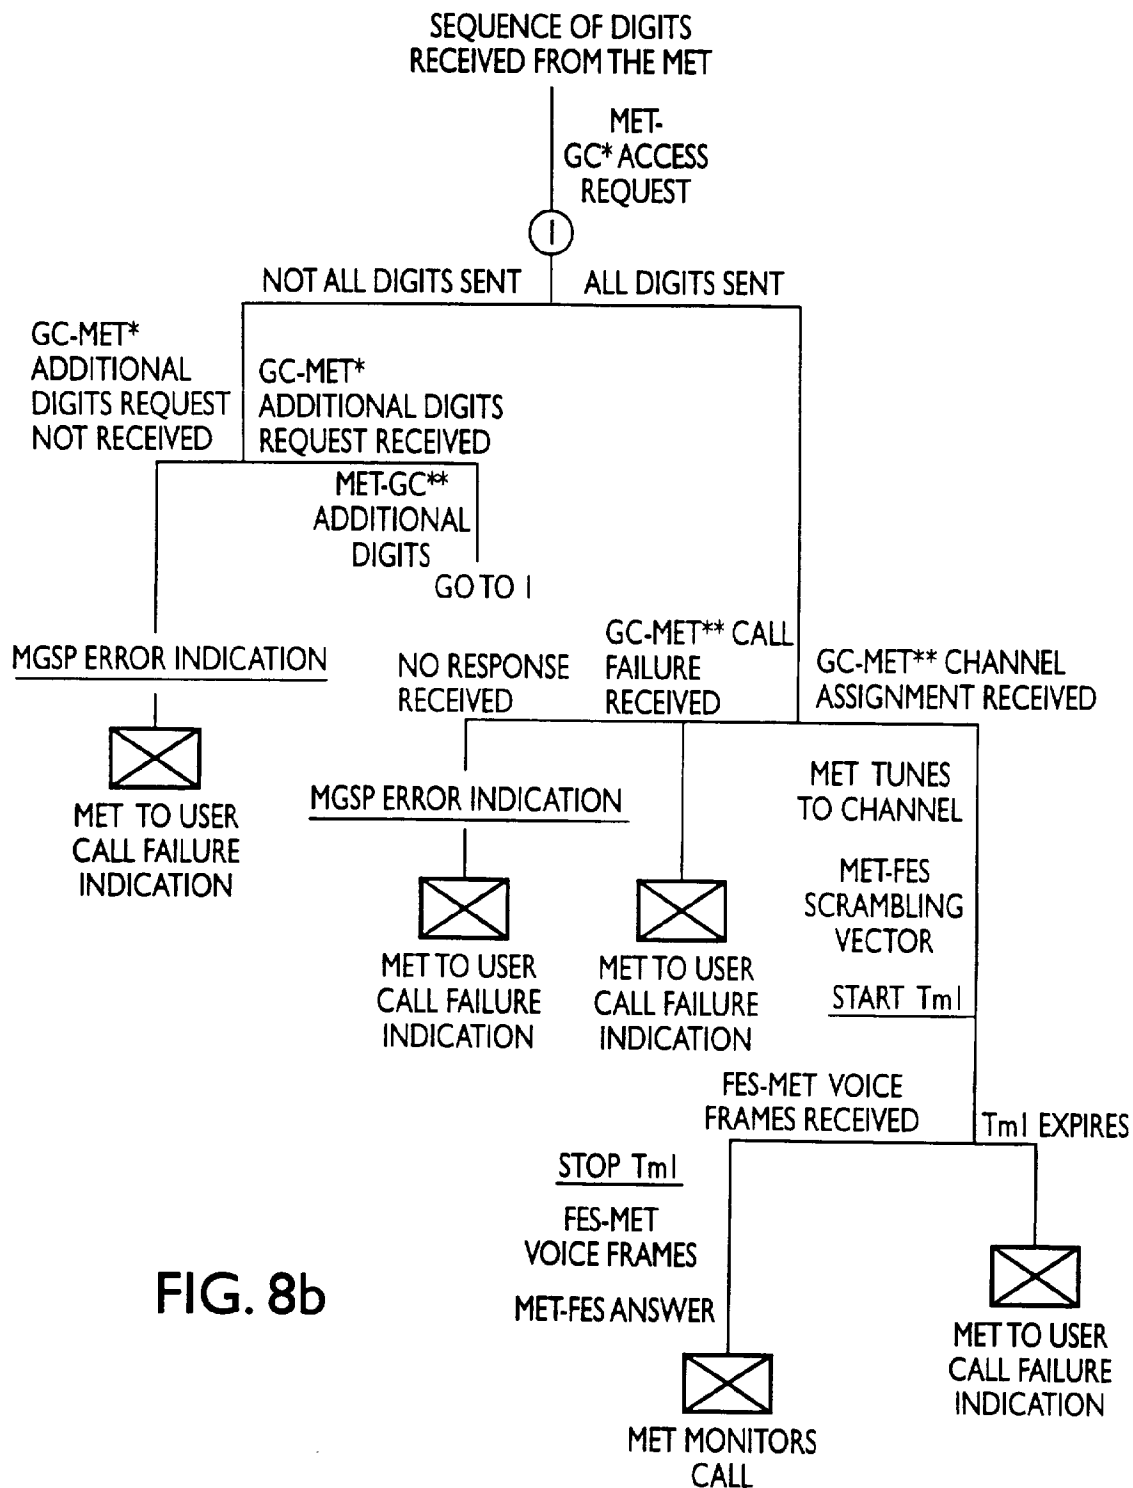 SEQUENCE OF DIGITS
RECEIVED FROM THE MET
MET-
GC* ACCESS
REQUEST
1
NOT ALL DIGITS SENT
ALL DIGITS SENT
GC-MET*
ADDITIONAL
DIGITS REQUEST
NOT RECEIVED
GC-MET*
ADDITIONAL DIGITS
REQUEST RECEIVED
MET-GC**
ADDITIONAL
DIGITS
GO TO 1
MGSP ERROR INDICATION
MET TO USER
CALL FAILURE
INDICATION
NO RESPONSE
RECEIVED
GC-MET** CALL
FAILURE
RECEIVED
GC-MET** CHANNEL
ASSIGNMENT RECEIVED
MGSP ERROR INDICATION
MET TO USER
CALL FAILURE
INDICATION
MET TO USER
CALL FAILURE
INDICATION
MET TUNES
TO CHANNEL
MET-FES
SCRAMBLING
VECTOR
START Tm1
FES-MET VOICE
FRAMES RECEIVED
Tm1 EXPIRES
STOP Tm1
FES-MET
VOICE FRAMES
MET-FES ANSWER
MET MONITORS
CALL
MET TO USER
CALL FAILURE
INDICATION
FIG. 8b